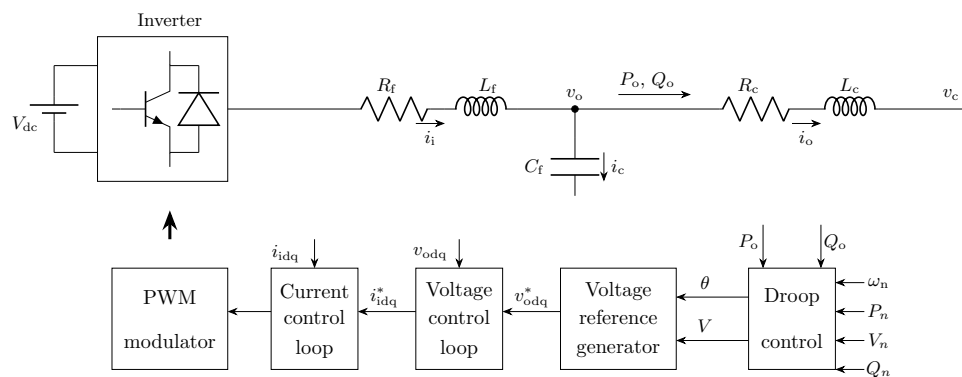 Inverter
V_dc
R_f
L_f
i_i
v_o
P_o, Q_o
C_f
i_c
R_c
L_c
i_o
v_c
i_idq
v_odq
P_o
Q_o
PWM
modulator
Current
control
loop
i*_idq
Voltage
control
loop
v*_odq
Voltage
reference
generator
θ
V
Droop
control
ω_n
P_n
V_n
Q_n